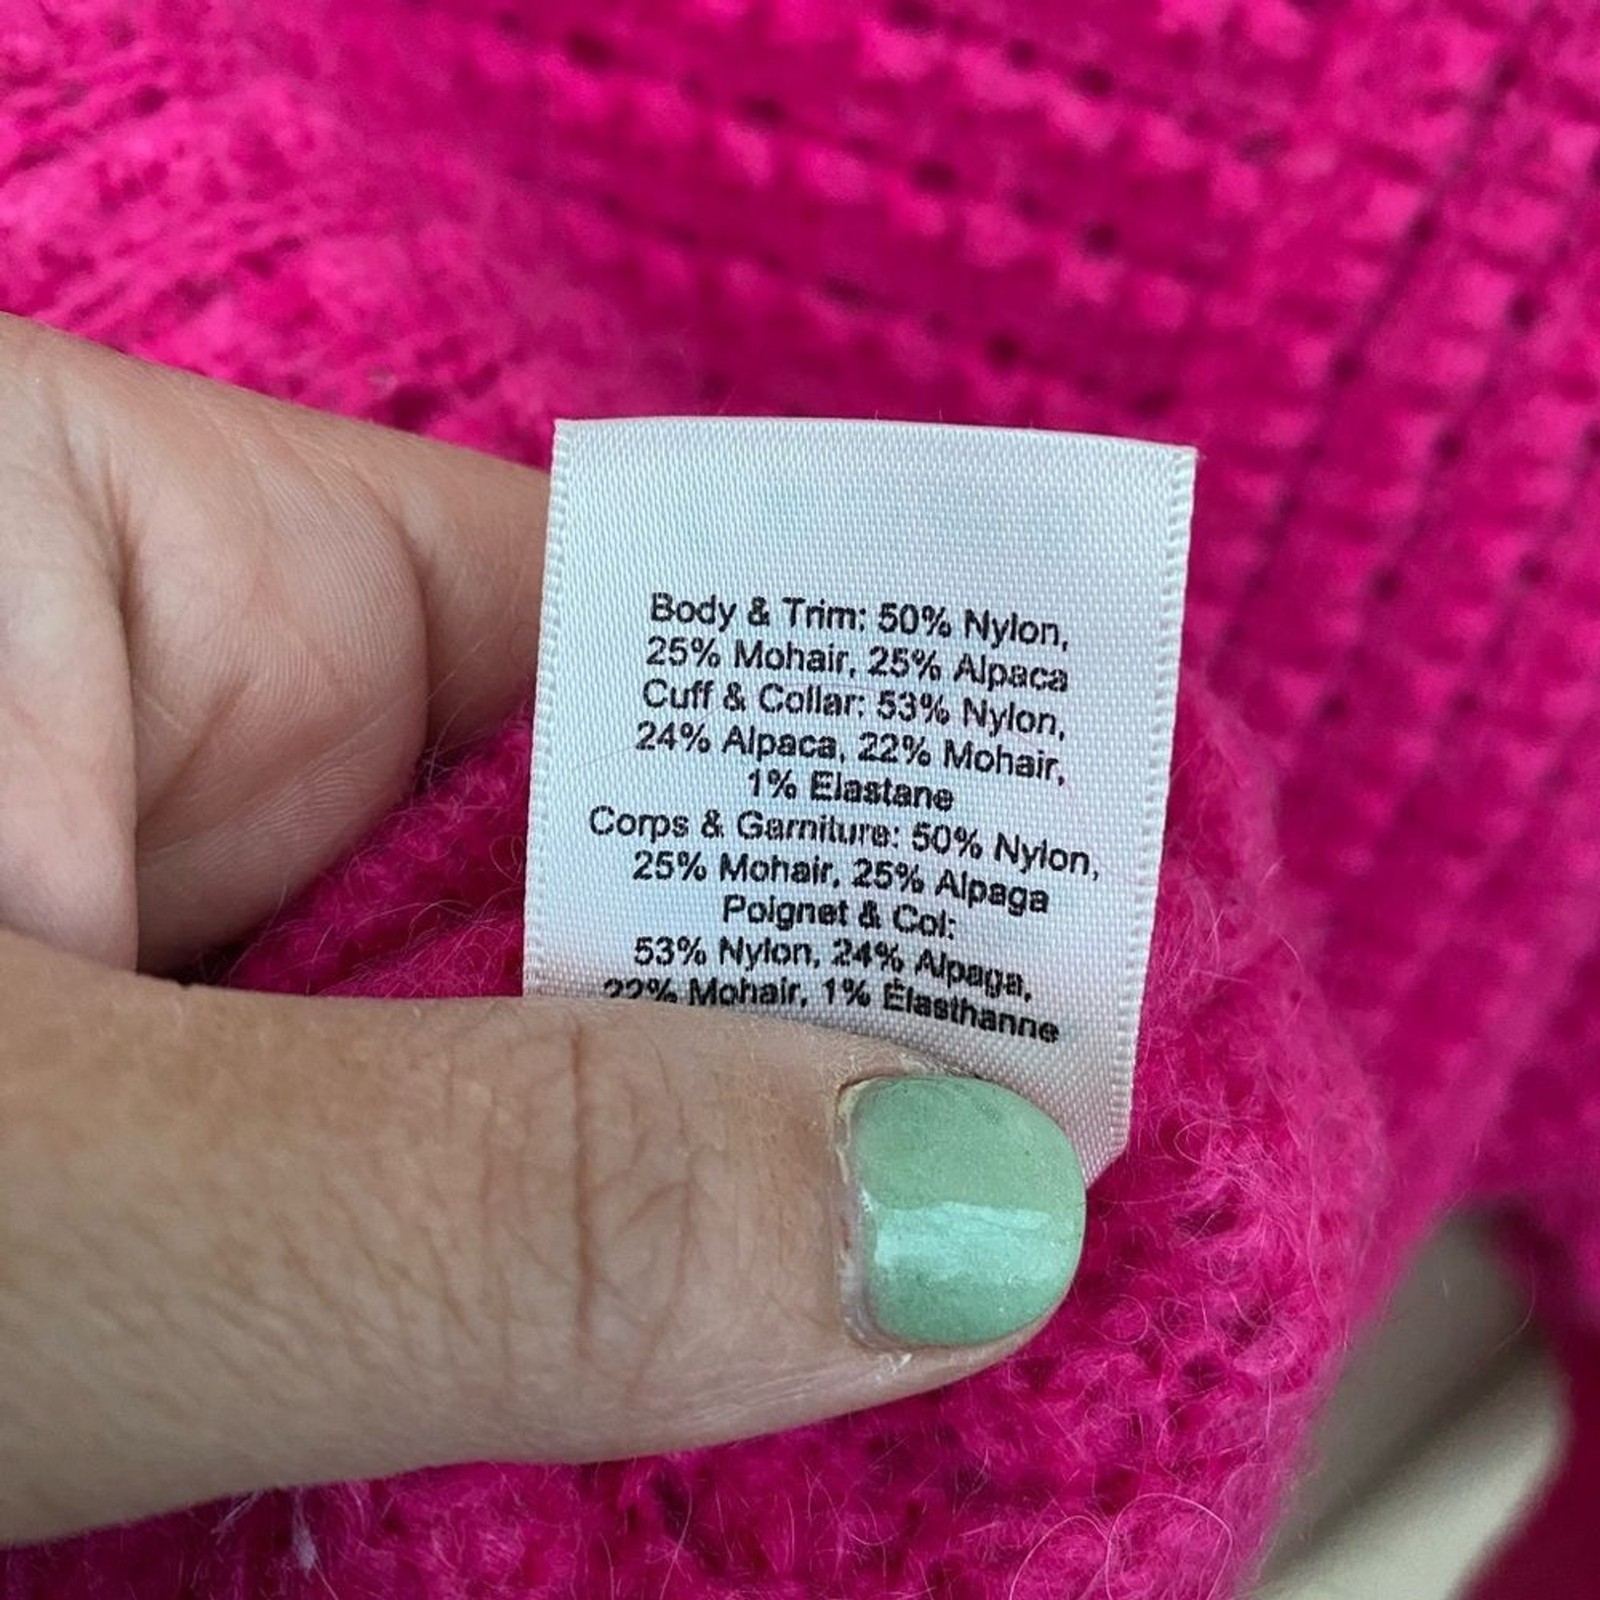 Body & Trim: 50% Nylon,
25% Mohair, 25% Alpaca
Cuff & Collar: 53% Nylon,
24% Alpaca, 22% Mohair,
1% Elastane
Corps & Garniture: 50% Nylon,
25% Mohair, 25% Alpaga
Poignet & Col:
53% Nylon, 24% Alpaga,
22% Mohair, 1% Élasthanne